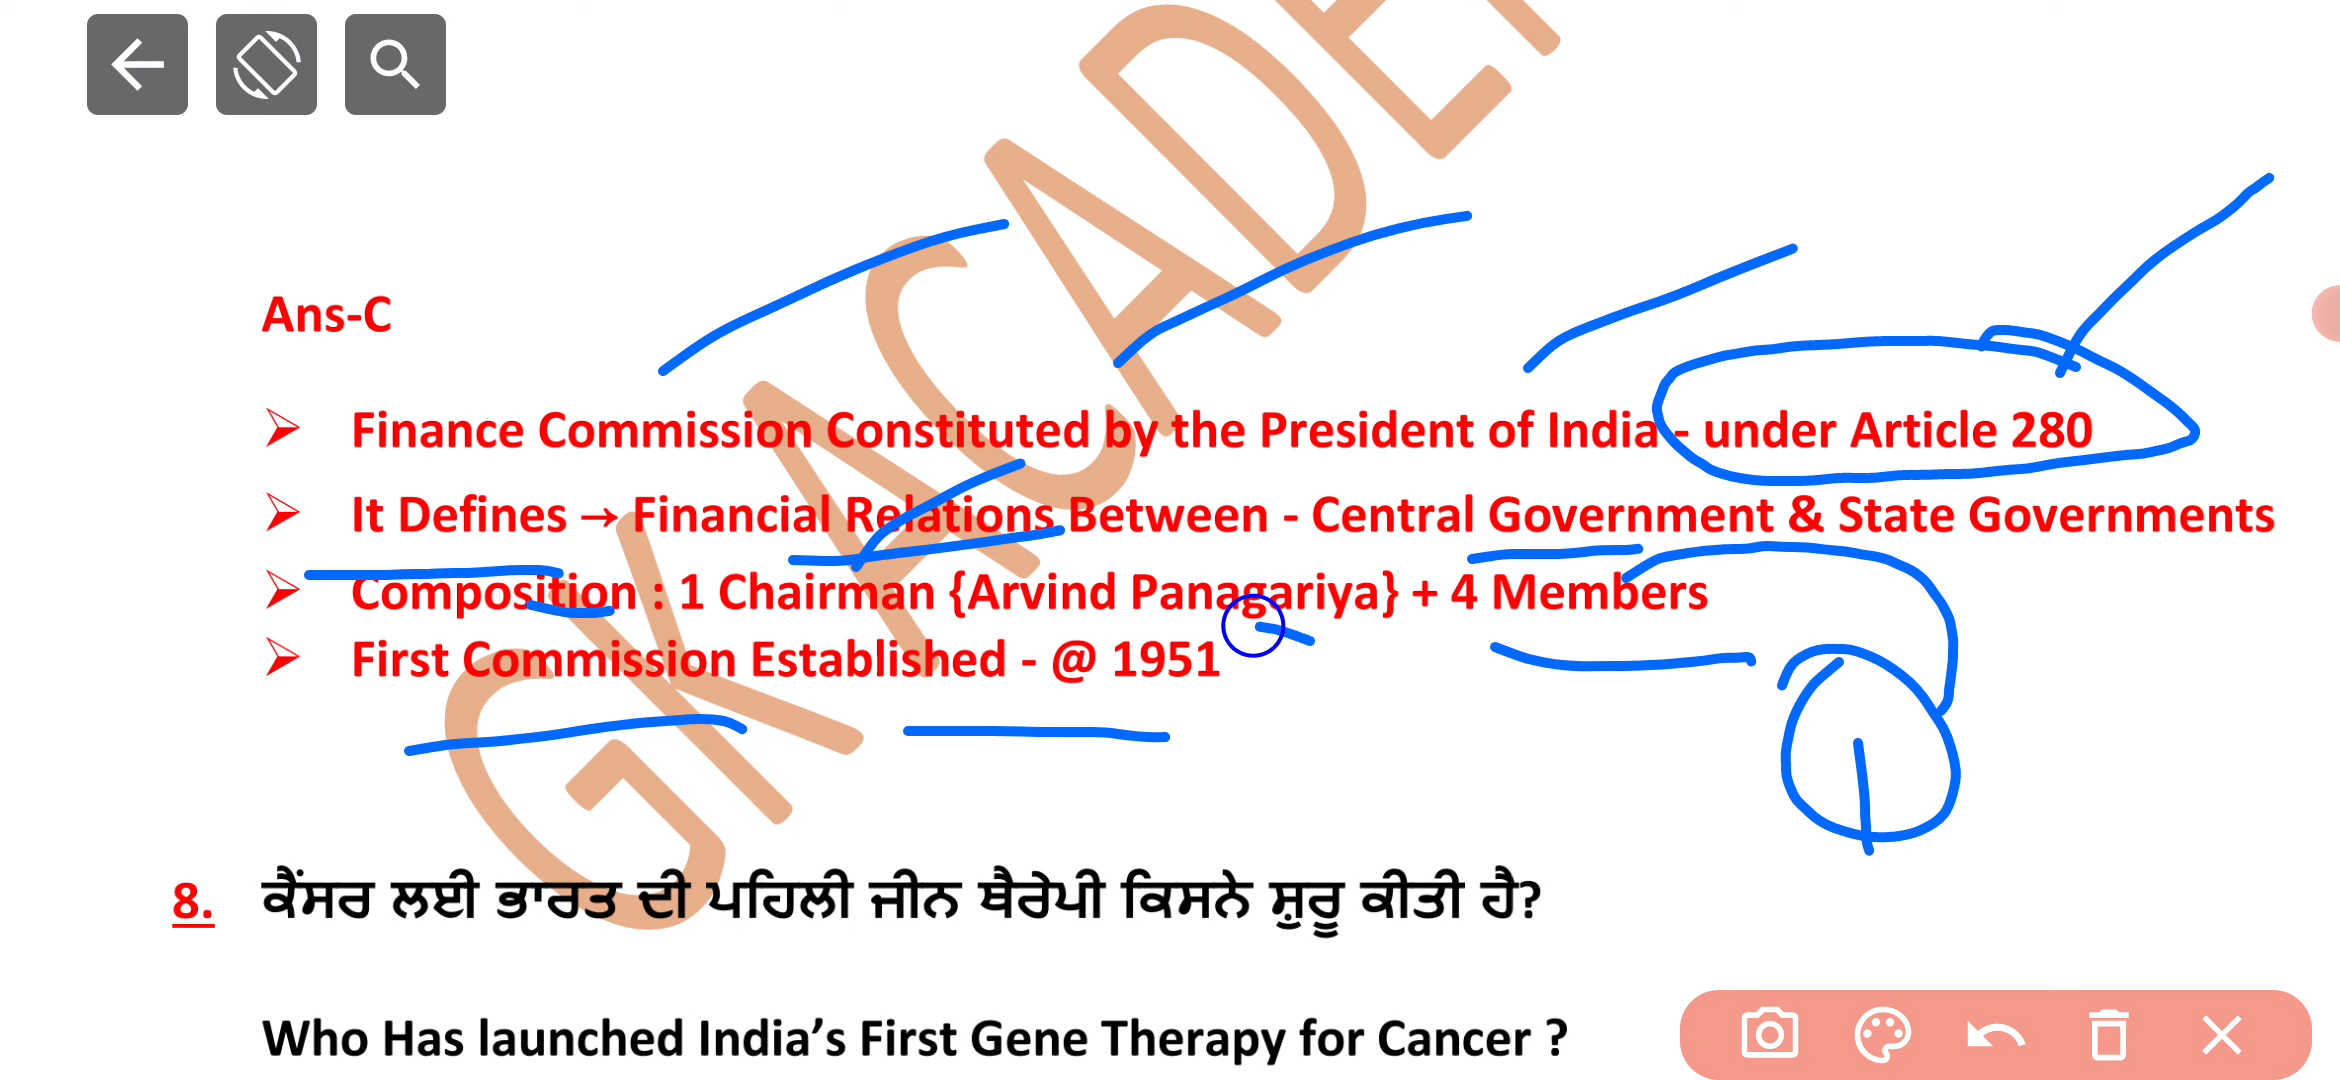 Ans-C
➢ Finance Commission Constituted by the President of India - under Article 280
➢ It Defines → Financial Relations Between - Central Government & State Governments
➢ Composition : 1 Chairman {Arvind Panagariya} + 4 Members
➢ First Commission Established - @ 1951
8. ਕੈਂਸਰ ਲਈ ਭਾਰਤ ਦੀ ਪਹਿਲੀ ਜੀਨ ਥੈਰੇਪੀ ਕਿਸਨੇ ਸ਼ੁਰੂ ਕੀਤੀ ਹੈ?
Who Has launched India’s First Gene Therapy for Cancer ?
GK ACADE